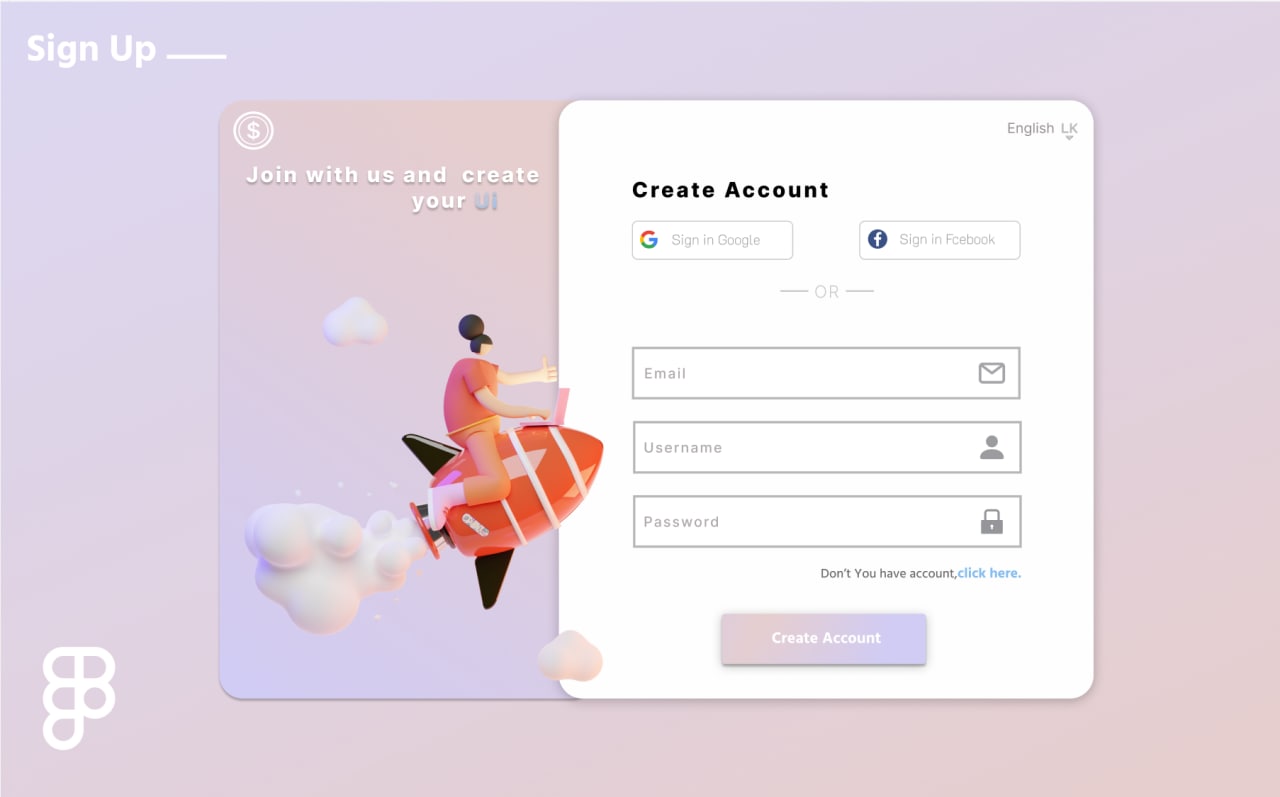 Sign Up
$
Join with us and create
your Ui
English LK
Create Account
Sign in Google
Sign in Fcebook
OR
Email
Username
Password
Don't You have account,click here.
Create Account